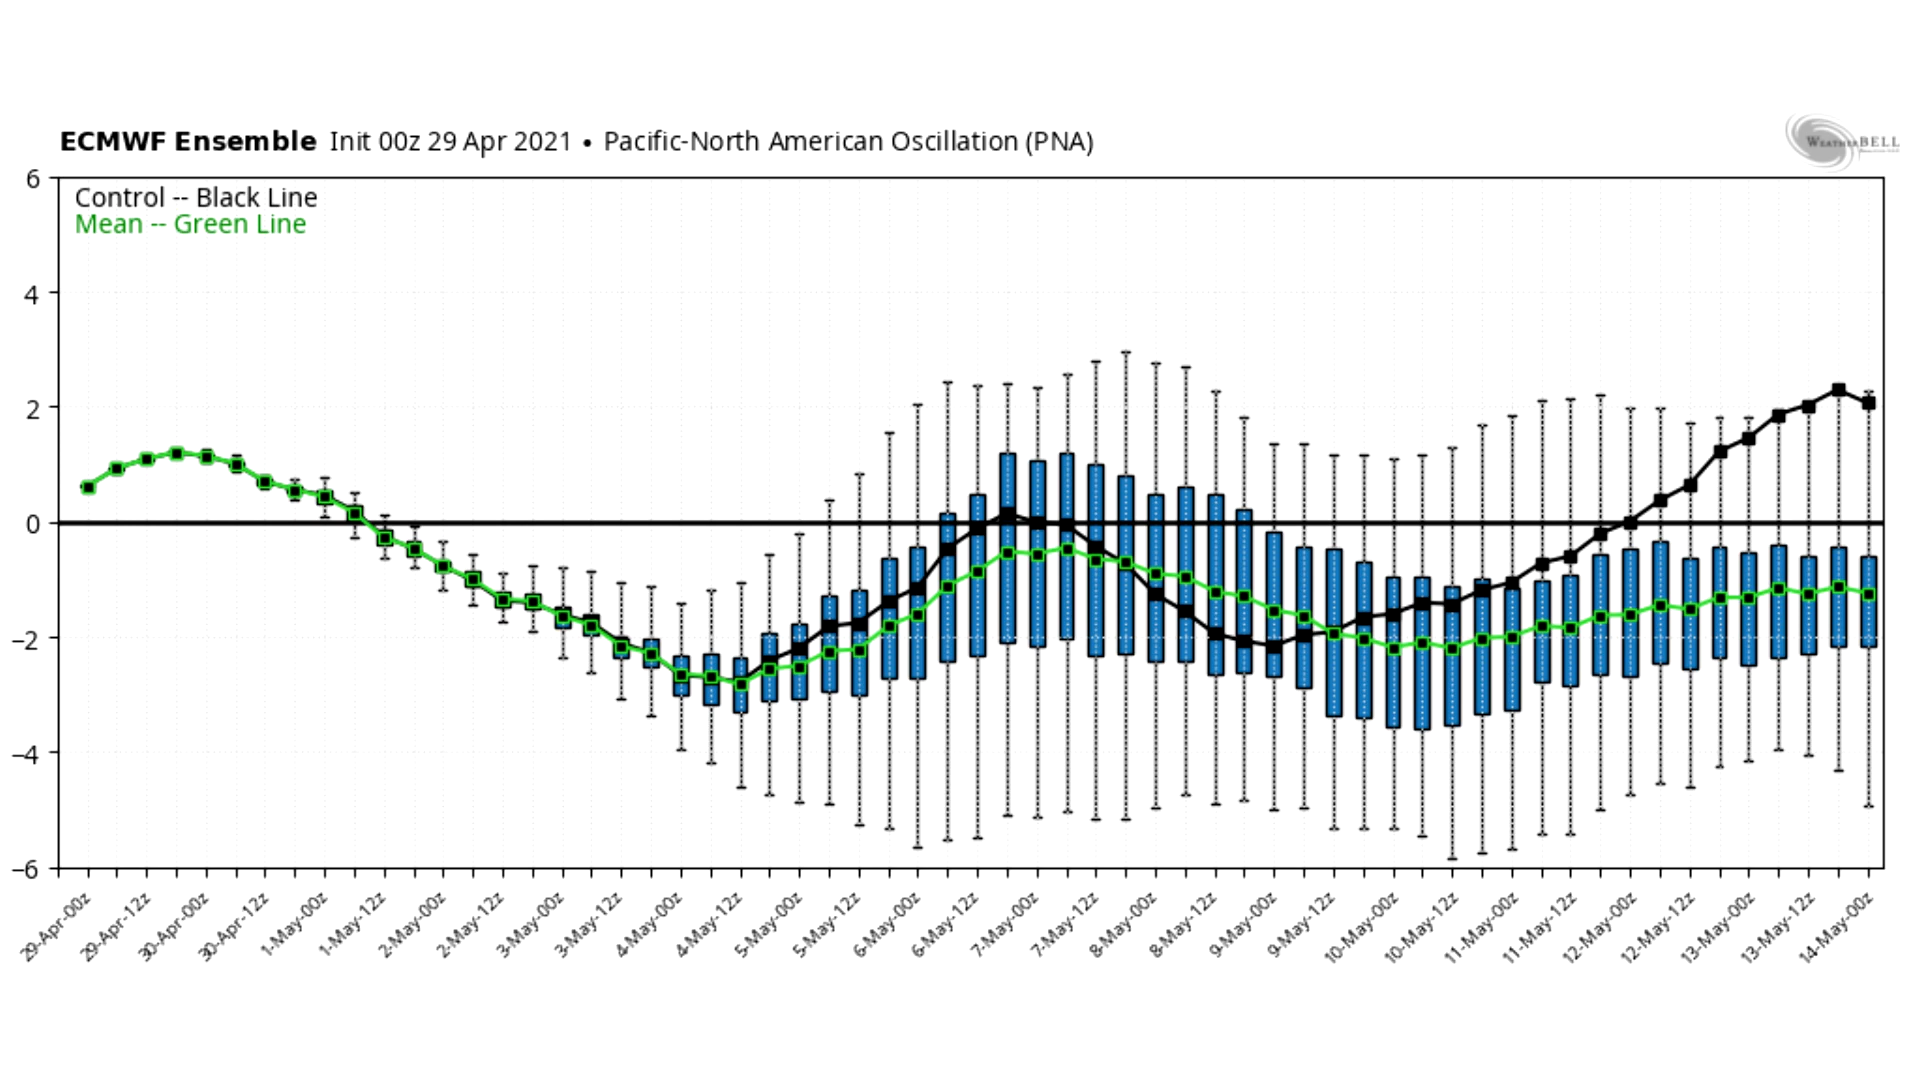 ECMWF Ensemble Init 00z 29 Apr 2021 • Pacific-North American Oscillation (PNA)
WEATHERBELL
6
Control -- Black Line
Mean -- Green Line
4
2
0
−2
−4
−6
29-Apr-00z
29-Apr-12z
30-Apr-00z
30-Apr-12z
1-May-00z
1-May-12z
2-May-00z
2-May-12z
3-May-00z
3-May-12z
4-May-00z
4-May-12z
5-May-00z
5-May-12z
6-May-00z
6-May-12z
7-May-00z
7-May-12z
8-May-00z
8-May-12z
9-May-00z
9-May-12z
10-May-00z
10-May-12z
11-May-00z
11-May-12z
12-May-00z
12-May-12z
13-May-00z
13-May-12z
14-May-00z